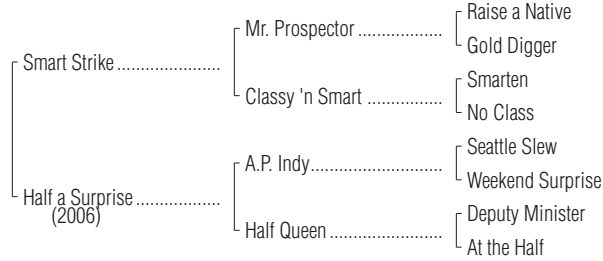 Raise a Native
Mr. Prospector ..................
Gold Digger
Smart Strike ......................
Smarten
Classy 'n Smart ................
No Class
Seattle Slew
A.P. Indy............................
Weekend Surprise
Half a Surprise ..................
(2006)
Deputy Minister
Half Queen ........................
At the Half